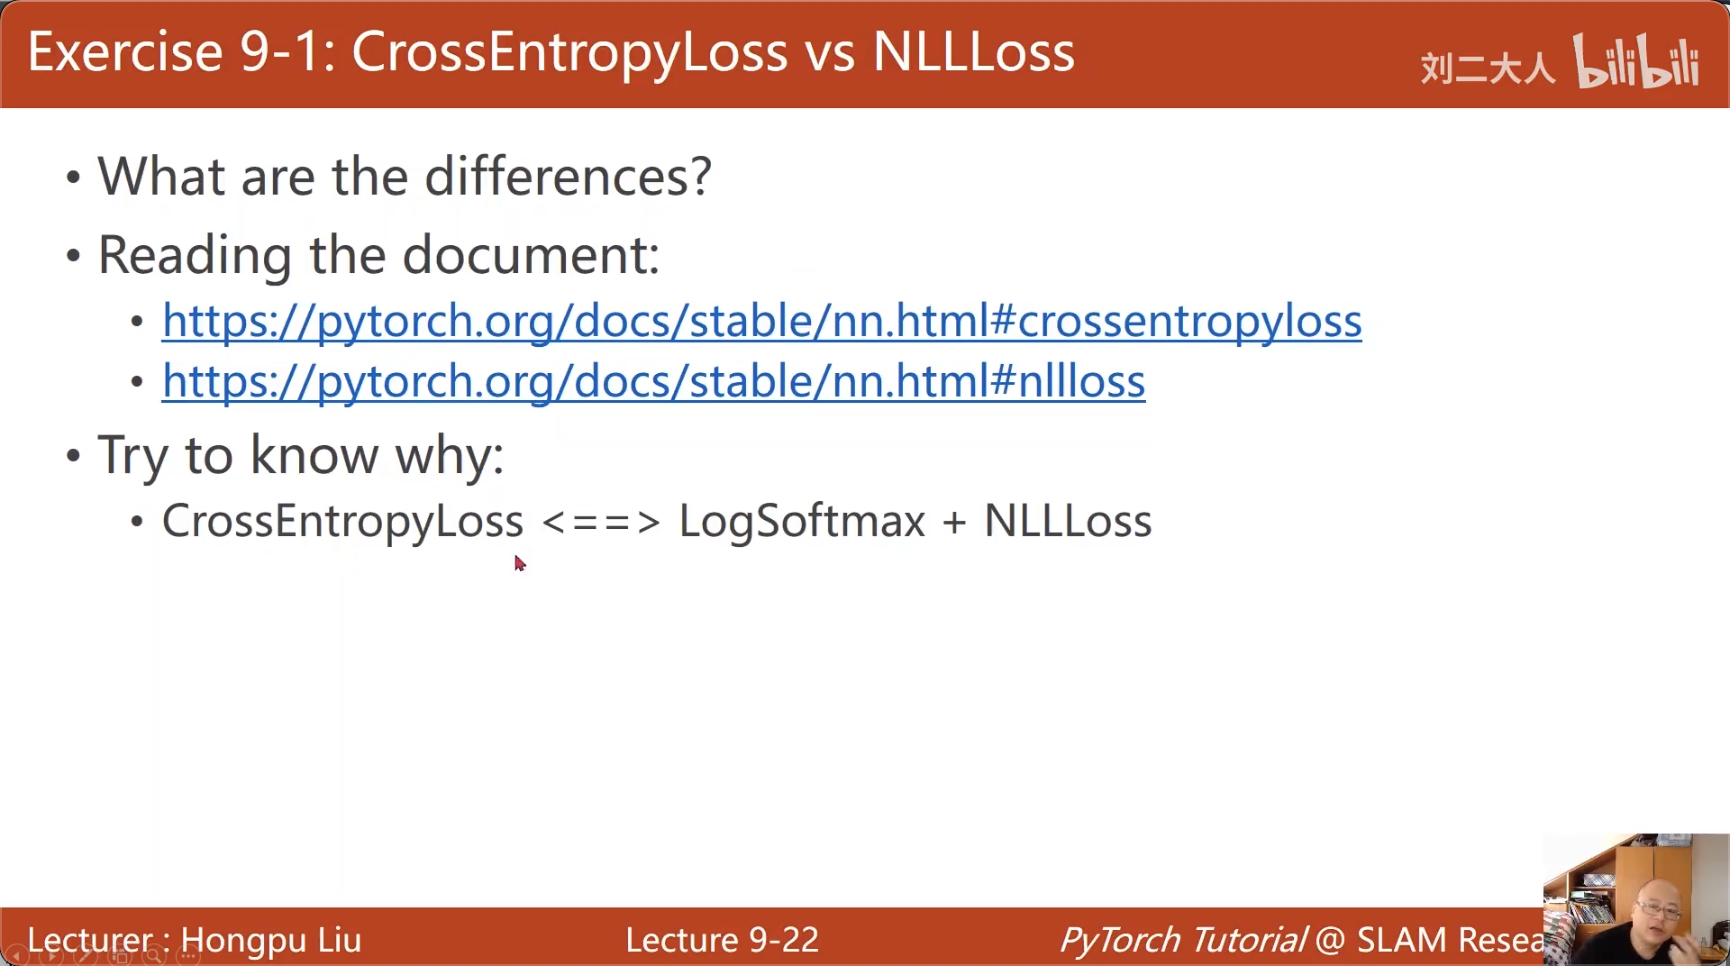 Exercise 9-1: CrossEntropyLoss vs NLLLoss
刘二大人 bilibili
• What are the differences?
• Reading the document:
• https://pytorch.org/docs/stable/nn.html#crossentropyloss
• https://pytorch.org/docs/stable/nn.html#nllloss
• Try to know why:
• CrossEntropyLoss <==> LogSoftmax + NLLLoss
Lecturer : Hongpu Liu
Lecture 9-22
PyTorch Tutorial @ SLAM Resea